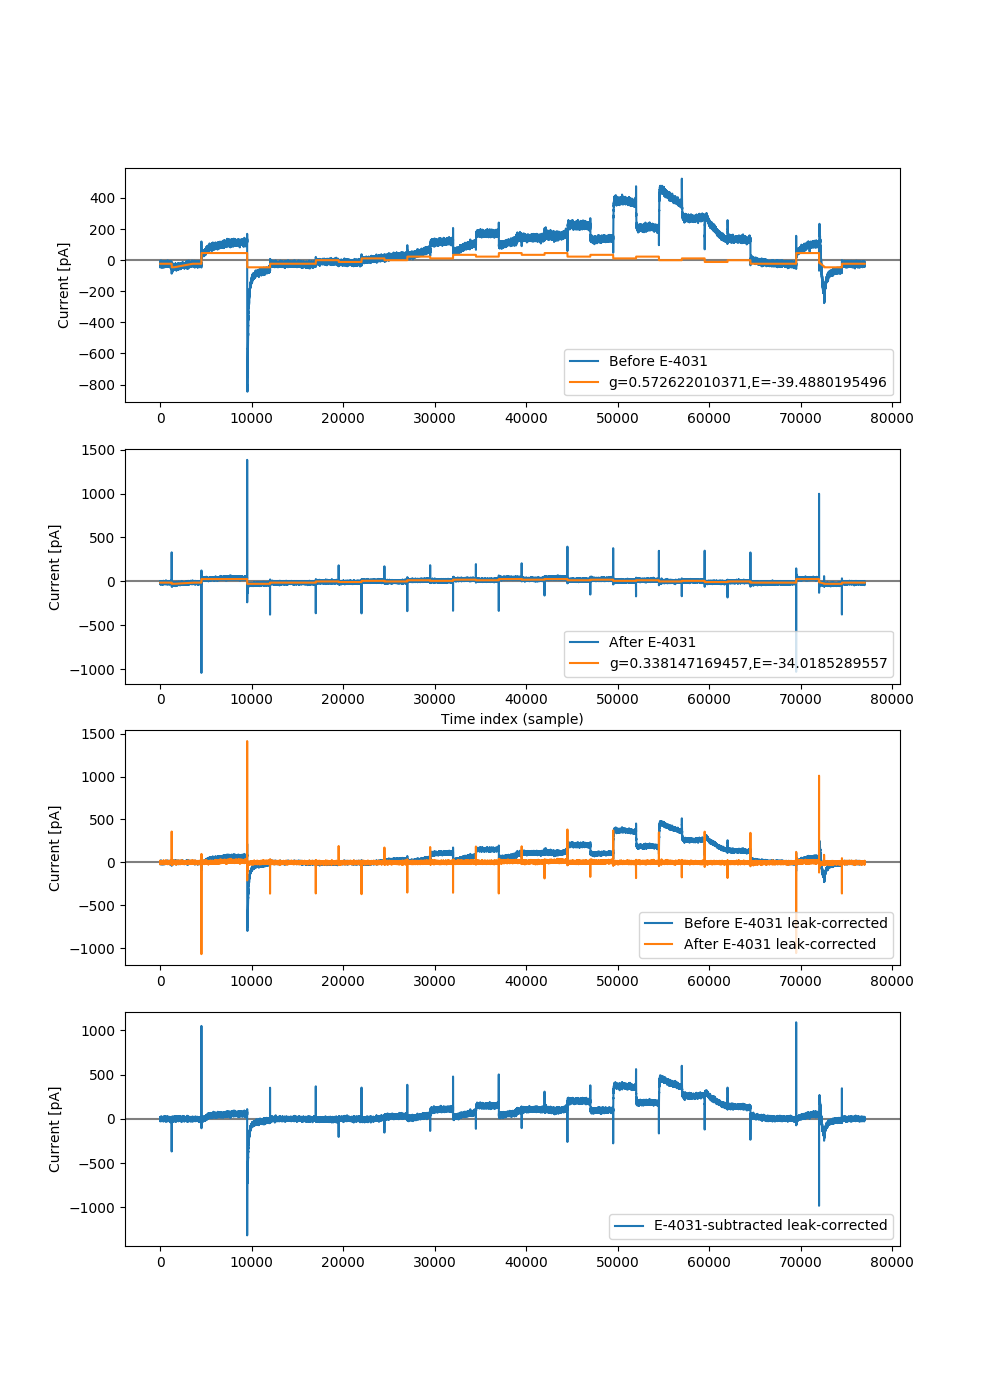 400
200
0
−200
−400
−600
−800
Current [pA]
Before E-4031
g=0.572622010371,E=-39.4880195496
0 10000 20000 30000 40000 50000 60000 70000 80000
1500
1000
500
0
−500
−1000
Current [pA]
After E-4031
g=0.338147169457,E=-34.0185289557
0 10000 20000 30000 40000 50000 60000 70000 80000
Time index (sample)
1500
1000
500
0
−500
−1000
Current [pA]
Before E-4031 leak-corrected
After E-4031 leak-corrected
0 10000 20000 30000 40000 50000 60000 70000 80000
1000
500
0
−500
−1000
Current [pA]
E-4031-subtracted leak-corrected
0 10000 20000 30000 40000 50000 60000 70000 80000